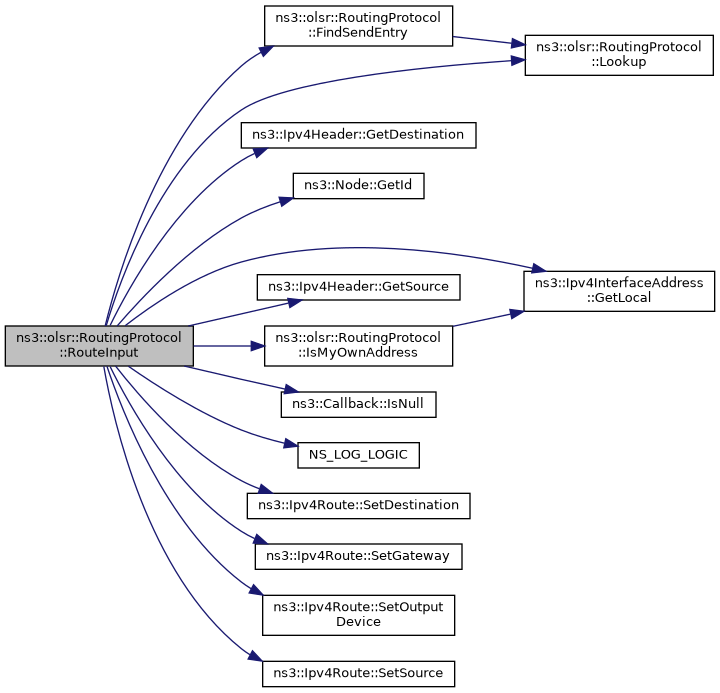 ns3::olsr::RoutingProtocol
::FindSendEntry
ns3::olsr::RoutingProtocol
::Lookup
ns3::Ipv4Header::GetDestination
ns3::Node::GetId
ns3::Ipv4InterfaceAddress
::GetLocal
ns3::Ipv4Header::GetSource
ns3::olsr::RoutingProtocol
::RouteInput
ns3::olsr::RoutingProtocol
::IsMyOwnAddress
ns3::Callback::IsNull
NS_LOG_LOGIC
ns3::Ipv4Route::SetDestination
ns3::Ipv4Route::SetGateway
ns3::Ipv4Route::SetOutput
Device
ns3::Ipv4Route::SetSource